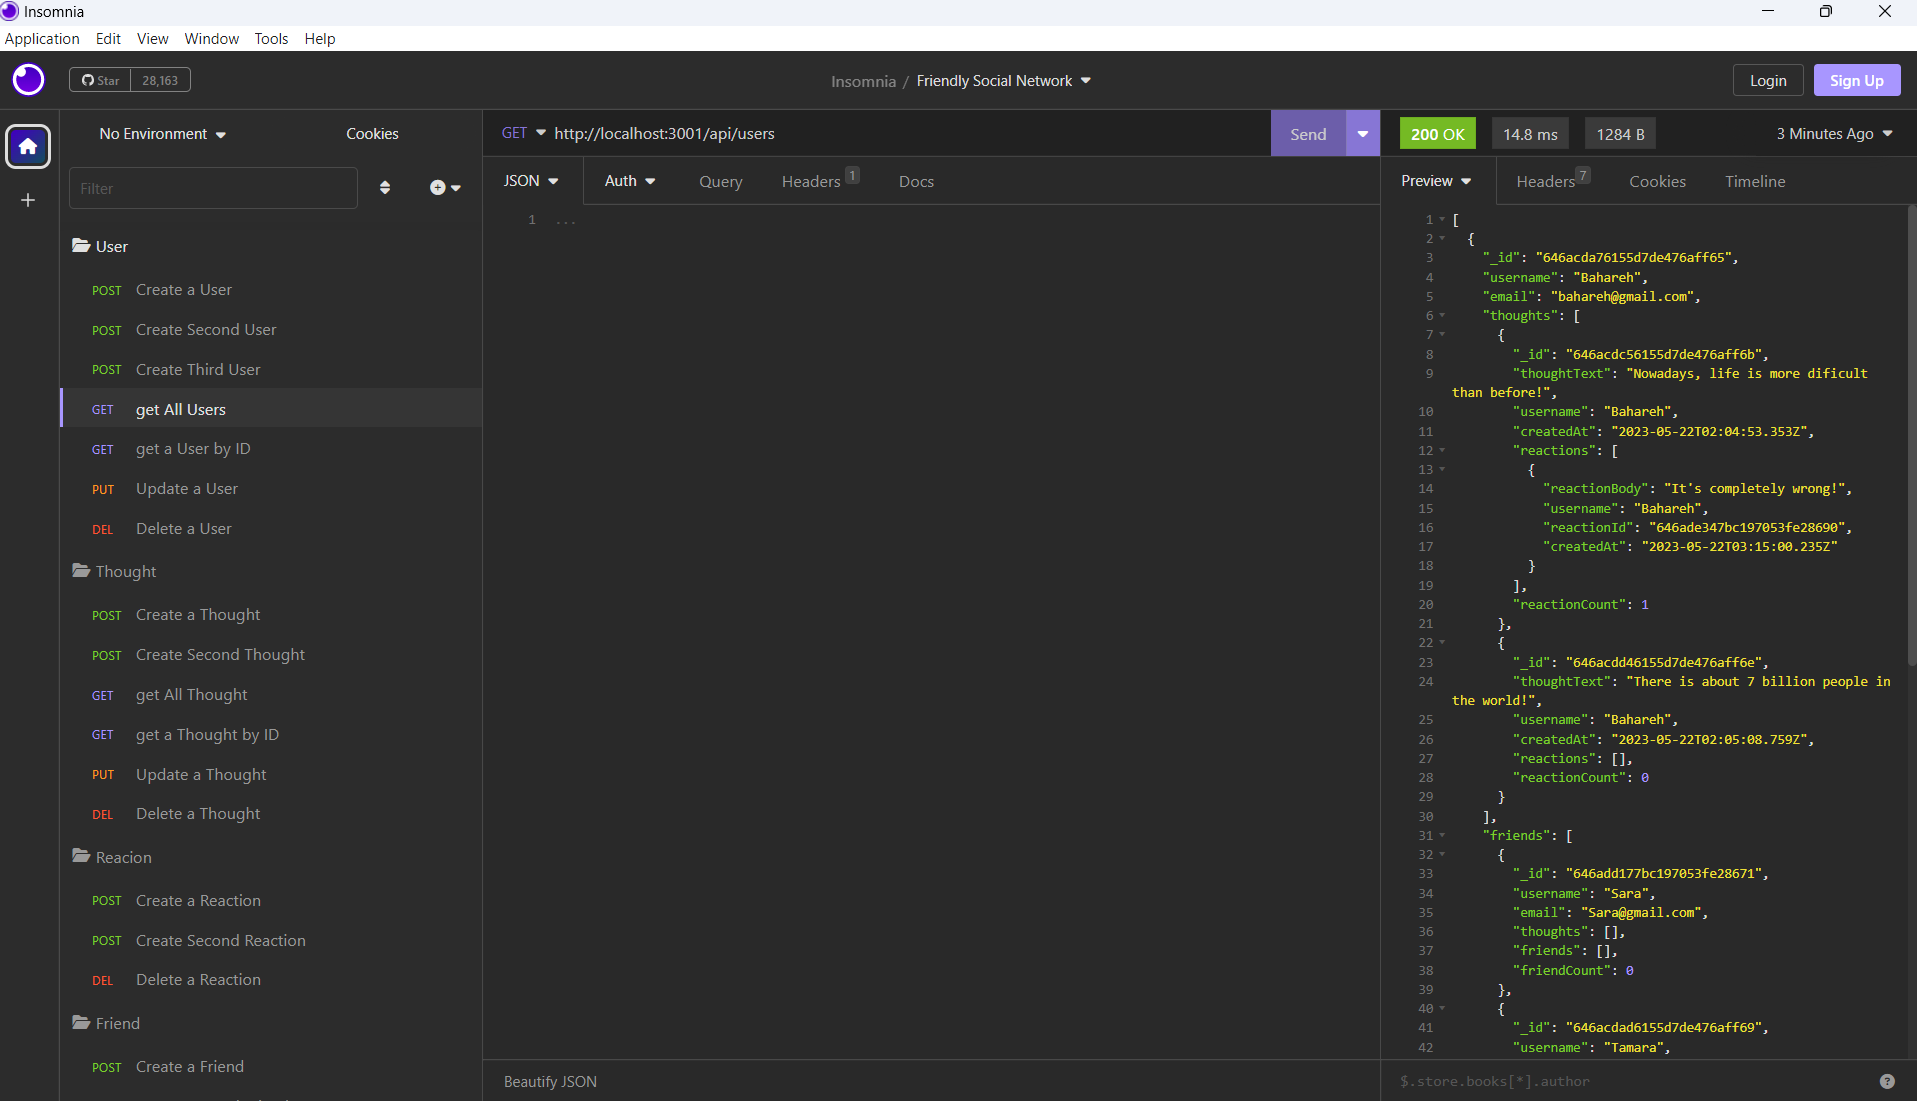 Insomnia
Application Edit View Window Tools Help
Star 28,163
Insomnia / Friendly Social Network
Login Sign Up
No Environment Cookies
Filter
User
POST Create a User
POST Create Second User
POST Create Third User
GET get All Users
GET get a User by ID
PUT Update a User
DEL Delete a User
Thought
POST Create a Thought
POST Create Second Thought
GET get All Thought
GET get a Thought by ID
PUT Update a Thought
DEL Delete a Thought
Reacion
POST Create a Reaction
POST Create Second Reaction
DEL Delete a Reaction
Friend
POST Create a Friend
GET http://localhost:3001/api/users Send
JSON Auth Query Headers 1 Docs
1 ...
Beautify JSON
200 OK 14.8 ms 1284 B 3 Minutes Ago
Preview Headers 7 Cookies Timeline
1 [
2 {
3 "_id": "646acda76155d7de476aff65",
4 "username": "Bahareh",
5 "email": "bahareh@gmail.com",
6 "thoughts": [
7 {
8 "_id": "646acdc56155d7de476aff6b",
9 "thoughtText": "Nowadays, life is more dificult
than before!",
10 "username": "Bahareh",
11 "createdAt": "2023-05-22T02:04:53.353Z",
12 "reactions": [
13 {
14 "reactionBody": "It's completely wrong!",
15 "username": "Bahareh",
16 "reactionId": "646ade347bc197053fe28690",
17 "createdAt": "2023-05-22T03:15:00.235Z"
18 }
19 ],
20 "reactionCount": 1
21 },
22 {
23 "_id": "646acdd46155d7de476aff6e",
24 "thoughtText": "There is about 7 billion people in
the world!",
25 "username": "Bahareh",
26 "createdAt": "2023-05-22T02:05:08.759Z",
27 "reactions": [],
28 "reactionCount": 0
29 }
30 ],
31 "friends": [
32 {
33 "_id": "646add177bc197053fe28671",
34 "username": "Sara",
35 "email": "Sara@gmail.com",
36 "thoughts": [],
37 "friends": [],
38 "friendCount": 0
39 },
40 {
41 "_id": "646acdad6155d7de476aff69",
42 "username": "Tamara",
$.store.books[*].author